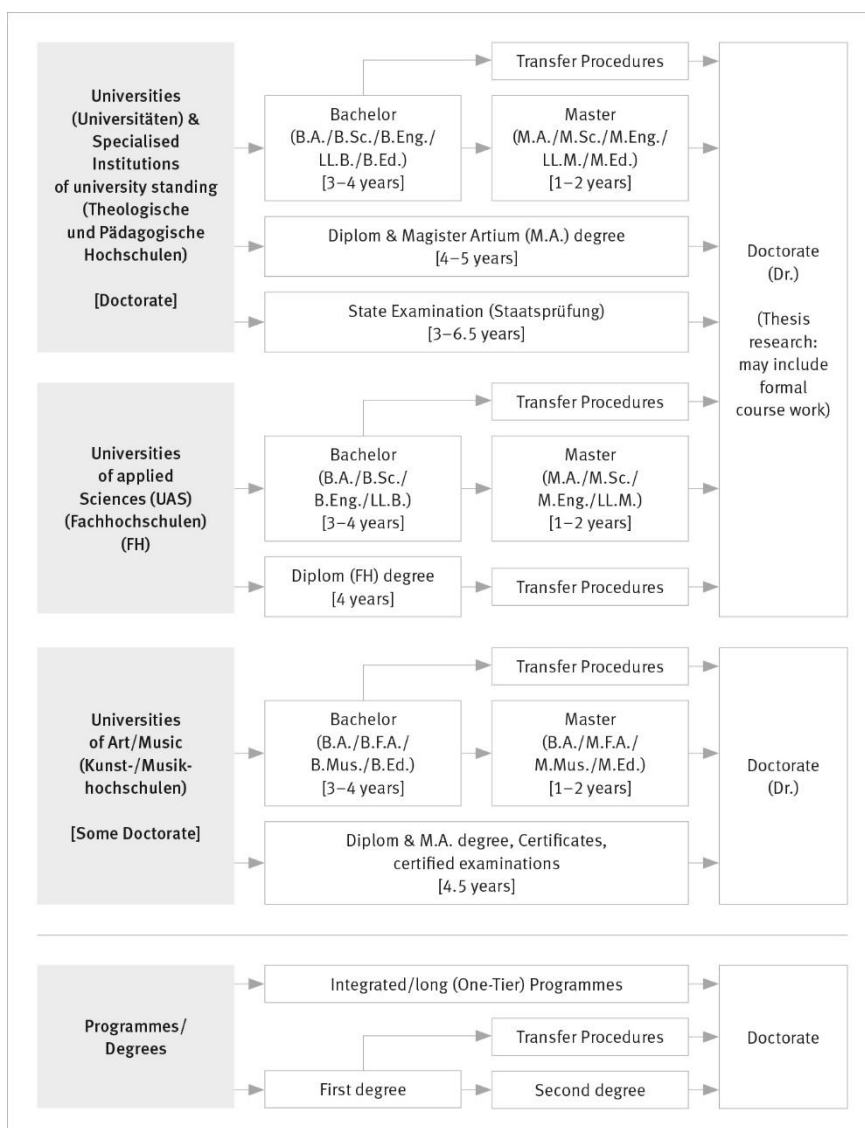 Universities
(Universitäten) &
Specialised
Institutions
of university standing
(Theologische
und Pädagogische
Hochschulen)
[Doctorate]
Transfer Procedures
Bachelor
(B.A./B.Sc./B.Eng./
LL.B./B.Ed.)
[3–4 years]
Master
(M.A./M.Sc./M.Eng./
LL.M./M.Ed.)
[1–2 years]
Diplom & Magister Artium (M.A.) degree
[4–5 years]
State Examination (Staatsprüfung)
[3–6.5 years]
Doctorate
(Dr.)
(Thesis
research:
may include
formal
course work)
Universities
of applied
Sciences (UAS)
(Fachhochschulen)
(FH)
Transfer Procedures
Bachelor
(B.A./B.Sc./
B.Eng./LL.B.)
[3–4 years]
Master
(M.A./M.Sc./
M.Eng./LL.M.)
[1–2 years]
Diplom (FH) degree
[4 years]
Transfer Procedures
Universities
of Art/Music
(Kunst-/Musik-
hochschulen)
[Some Doctorate]
Transfer Procedures
Bachelor
(B.A./B.F.A./
B.Mus./B.Ed.)
[3–4 years]
Master
(B.A./M.F.A./
M.Mus./M.Ed.)
[1–2 years]
Diplom & M.A. degree, Certificates,
certified examinations
[4.5 years]
Doctorate
(Dr.)
Programmes/
Degrees
Integrated/long (One-Tier) Programmes
Transfer Procedures
First degree
Second degree
Doctorate